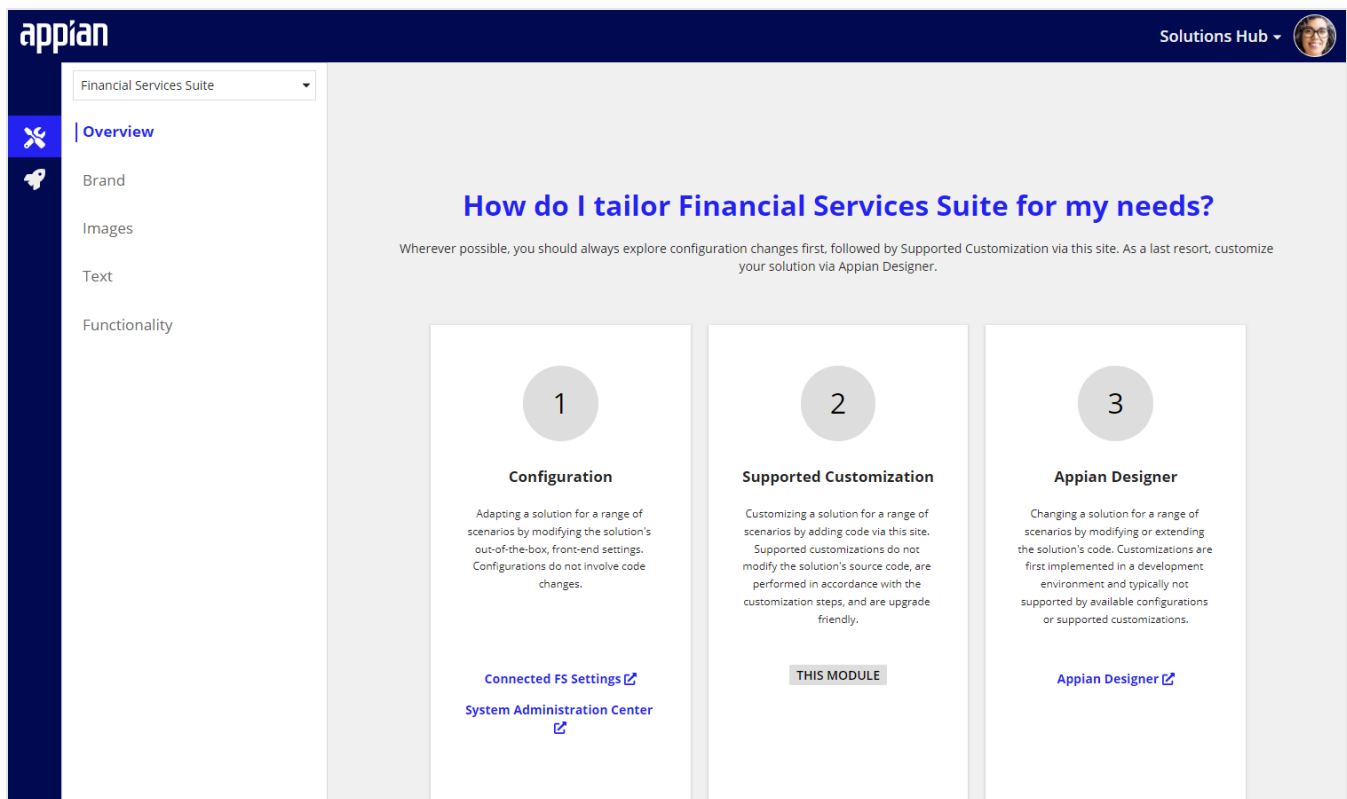 appian
Solutions Hub
Financial Services Suite
Overview
Brand
Images
Text
Functionality
How do I tailor Financial Services Suite for my needs?
Wherever possible, you should always explore configuration changes first, followed by Supported Customization via this site. As a last resort, customize
your solution via Appian Designer.
1
Configuration
Adapting a solution for a range of
scenarios by modifying the solution's
out-of-the-box, front-end settings.
Configurations do not involve code
changes.
Connected FS Settings
System Administration Center
2
Supported Customization
Customizing a solution for a range of
scenarios by adding code via this site.
Supported customizations do not
modify the solution's source code, are
performed in accordance with the
customization steps, and are upgrade
friendly.
THIS MODULE
3
Appian Designer
Changing a solution for a range of
scenarios by modifying or extending
the solution's code. Customizations are
first implemented in a development
environment and typically not
supported by available configurations
or supported customizations.
Appian Designer